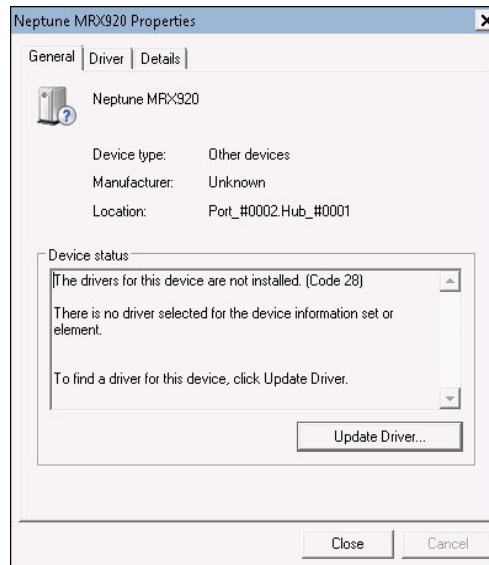 Neptune MRX920 Properties
General Driver Details
Neptune MRX920
Device type: Other devices
Manufacturer: Unknown
Location: Port_#0002.Hub_#0001
Device status
The drivers for this device are not installed. (Code 28)
There is no driver selected for the device information set or
element.
To find a driver for this device, click Update Driver.
Update Driver...
Close Cancel